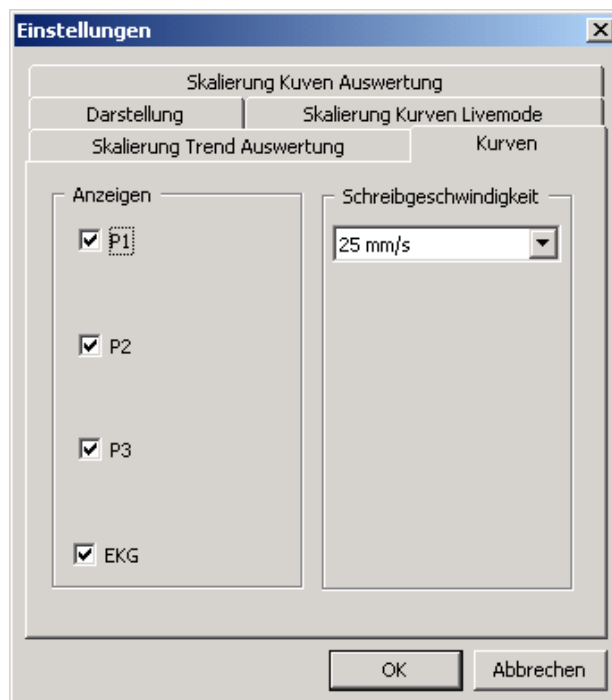 Einstellungen
Skalierung Kuven Auswertung
Darstellung
Skalierung Kurven Livemode
Skalierung Trend Auswertung
Kurven
Anzeigen
Schreibgeschwindigkeit
P1
25 mm/s
P2
P3
EKG
OK
Abbrechen